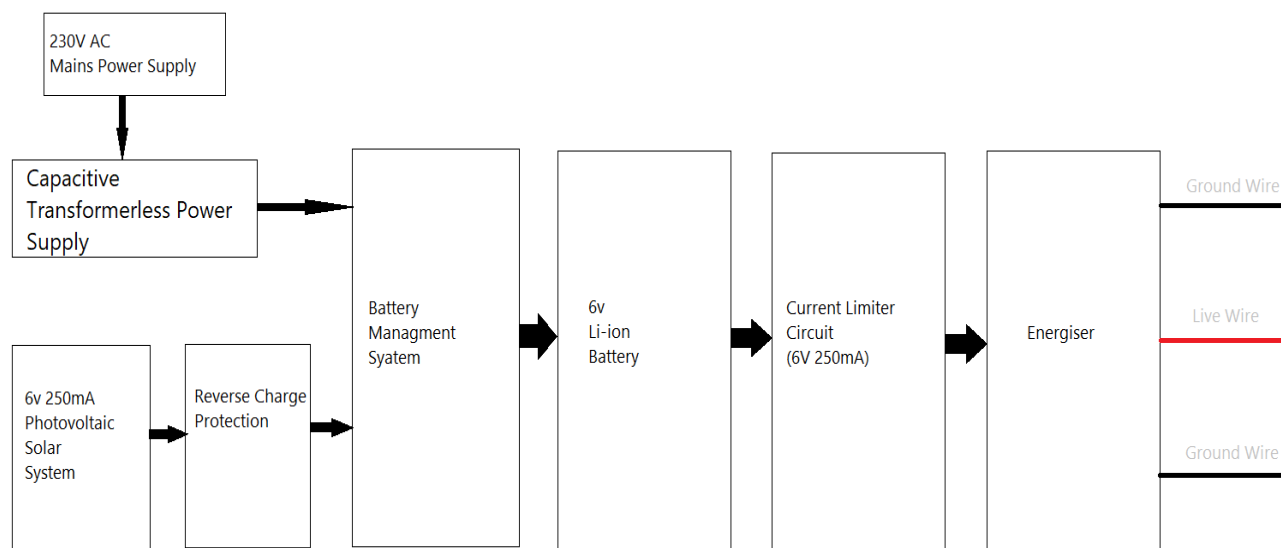 230V AC
Mains Power Supply
Capacitive
Transformerless Power
Supply
6v 250mA
Photovoltaic
Solar
System
Reverse Charge
Protection
Battery
Managment
Syatem
6v
Li-ion
Battery
Current Limiter
Circuit
(6V 250mA)
Energiser
Ground Wire
Live Wire
Ground Wire